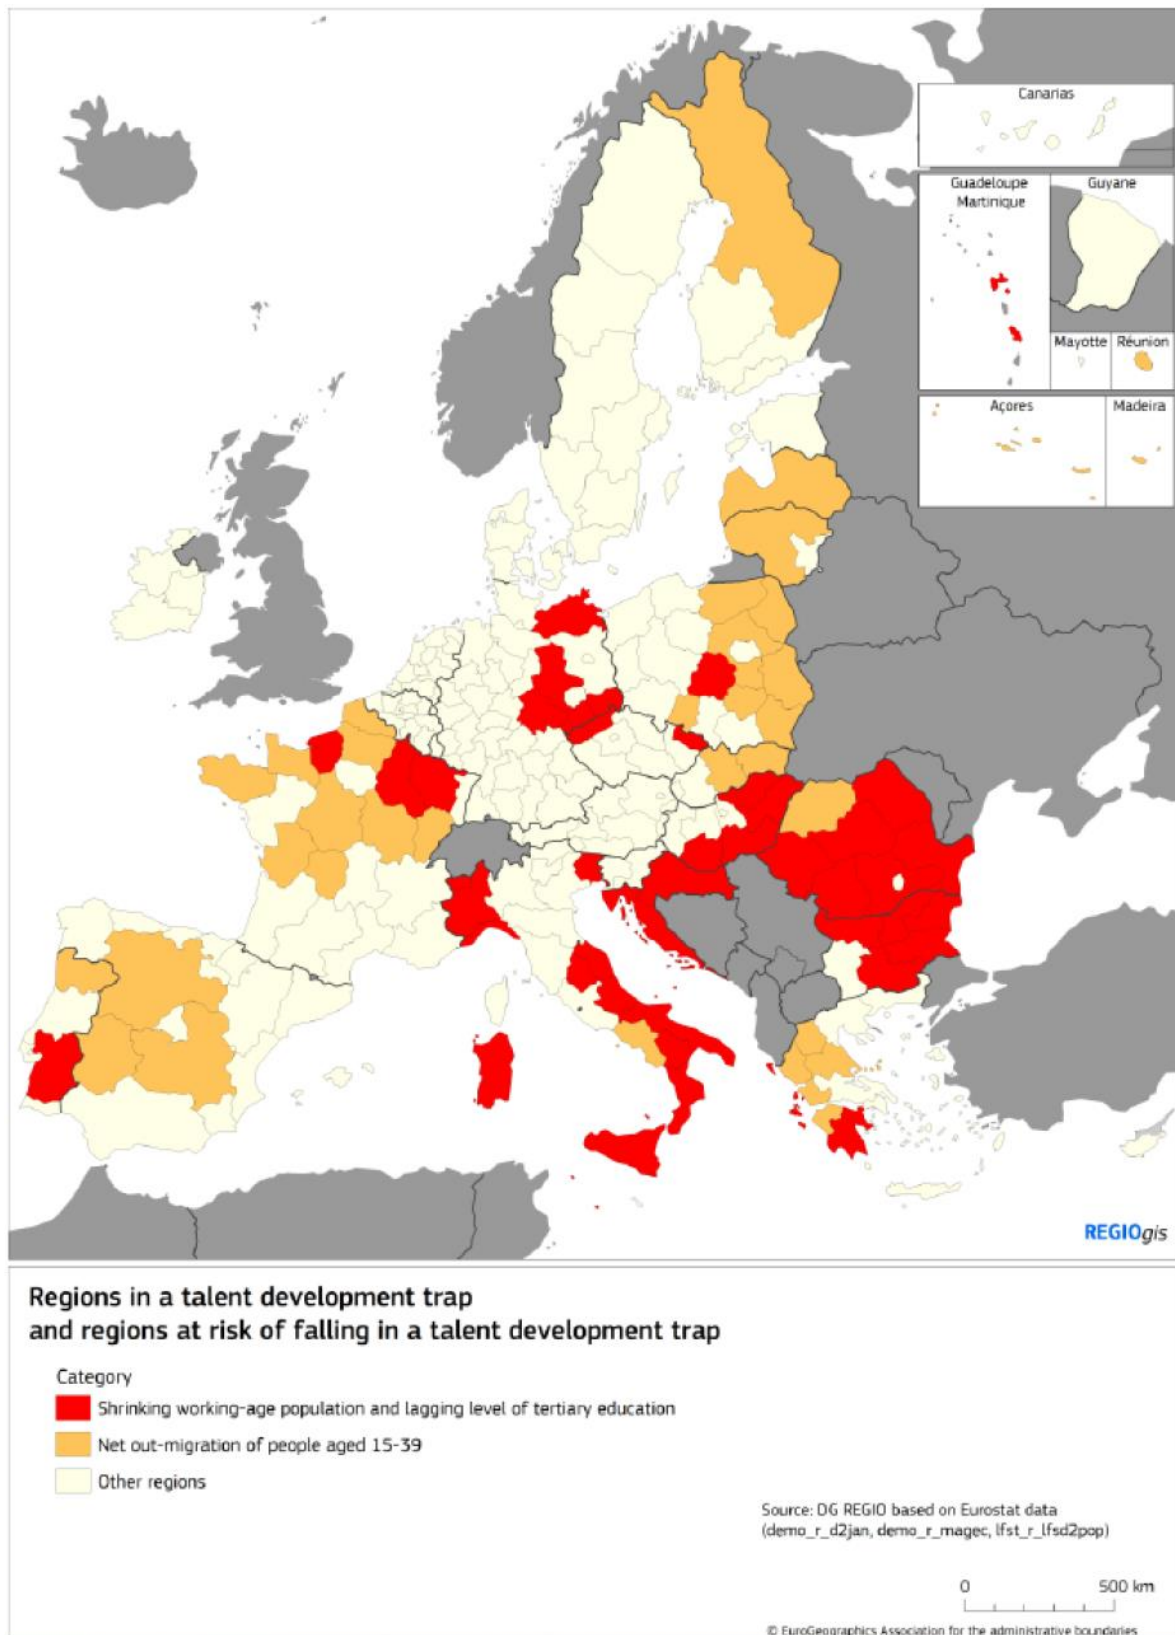 Canarias
Guadeloupe
Martinique
Guyane
Mayotte
Réunion
Açores
Madeira
REGIOgis
Regions in a talent development trap
and regions at risk of falling in a talent development trap
Category
Shrinking working-age population and lagging level of tertiary education
Net out-migration of people aged 15-39
Other regions
Source: DG REGIO based on Eurostat data
(demo_r_d2jan, demo_r_magec, lfst_r_lfsd2pop)
0 500 km
© EuroGeographics Association for the administrative boundaries